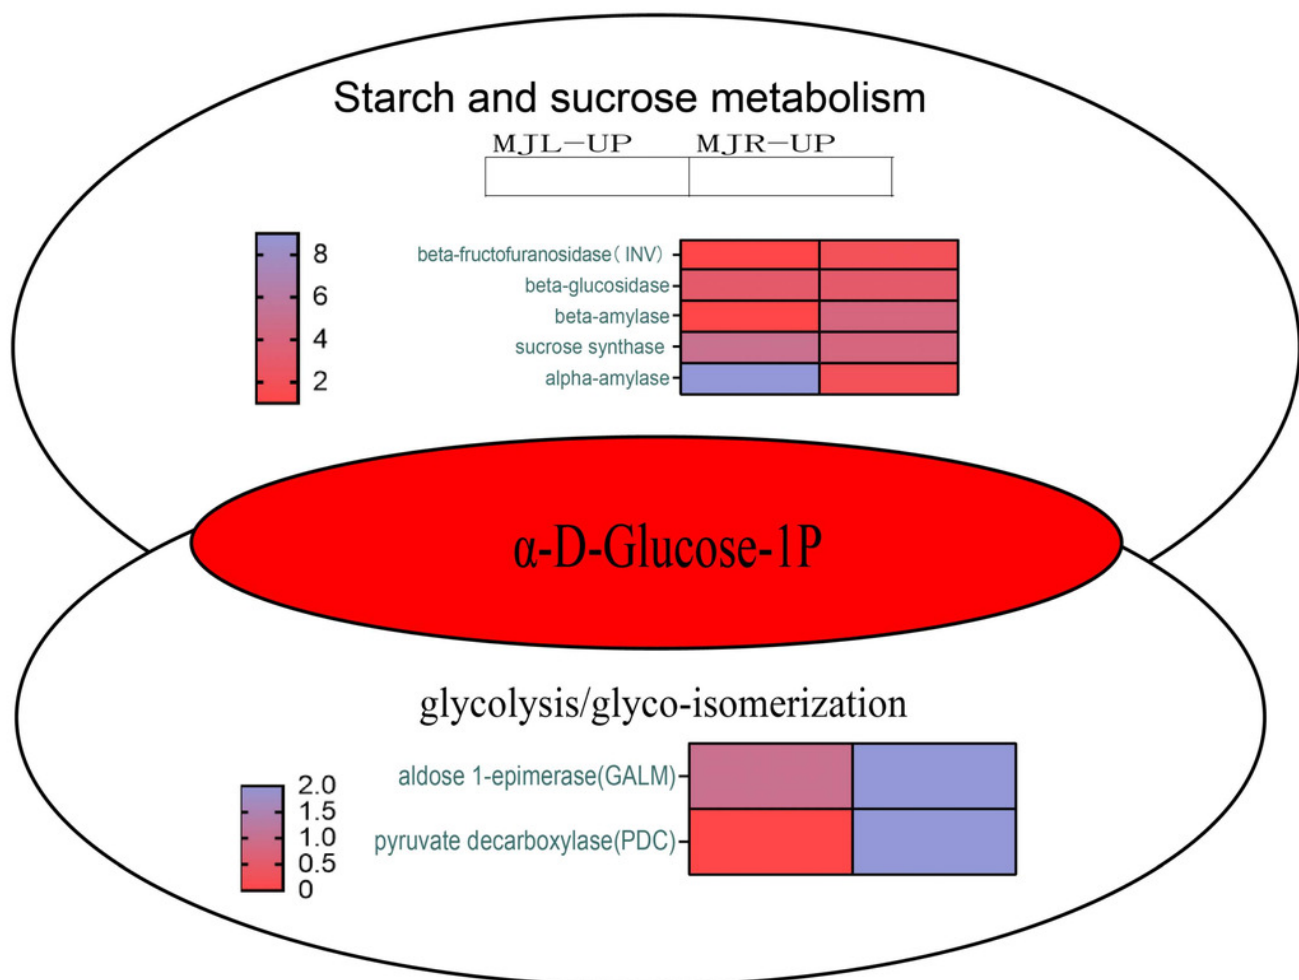 Starch and sucrose metabolism
MJL-UP MJR-UP
8
6
4
2
beta-fructofuranosidase( INV)
beta-glucosidase
beta-amylase
sucrose synthase
alpha-amylase
α-D-Glucose-1P
glycolysis/glyco-isomerization
2.0
1.5
1.0
0.5
0
aldose 1-epimerase(GALM)
pyruvate decarboxylase(PDC)